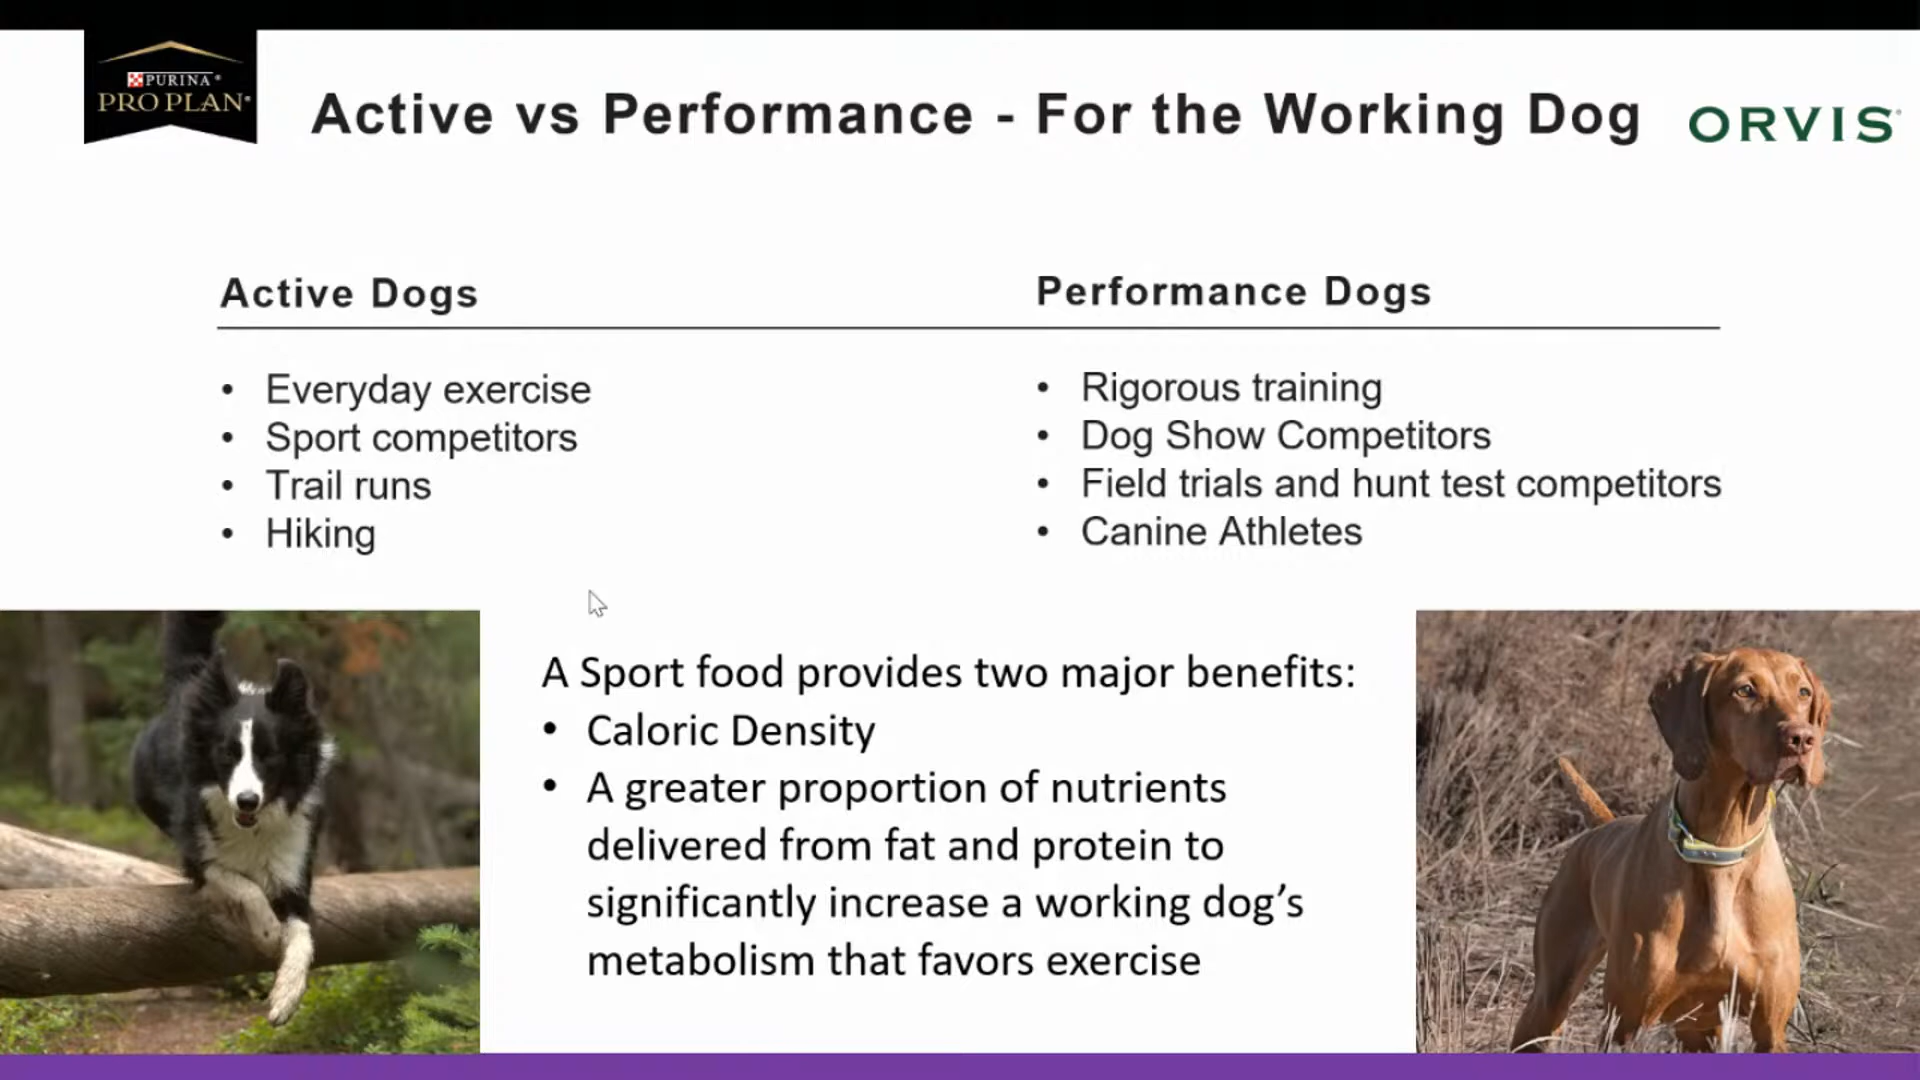 PURINA®
PRO PLAN®
Active vs Performance - For the Working Dog
ORVIS®
Active Dogs
• Everyday exercise
• Sport competitors
• Trail runs
• Hiking
Performance Dogs
• Rigorous training
• Dog Show Competitors
• Field trials and hunt test competitors
• Canine Athletes
A Sport food provides two major benefits:
• Caloric Density
• A greater proportion of nutrients
delivered from fat and protein to
significantly increase a working dog’s
metabolism that favors exercise